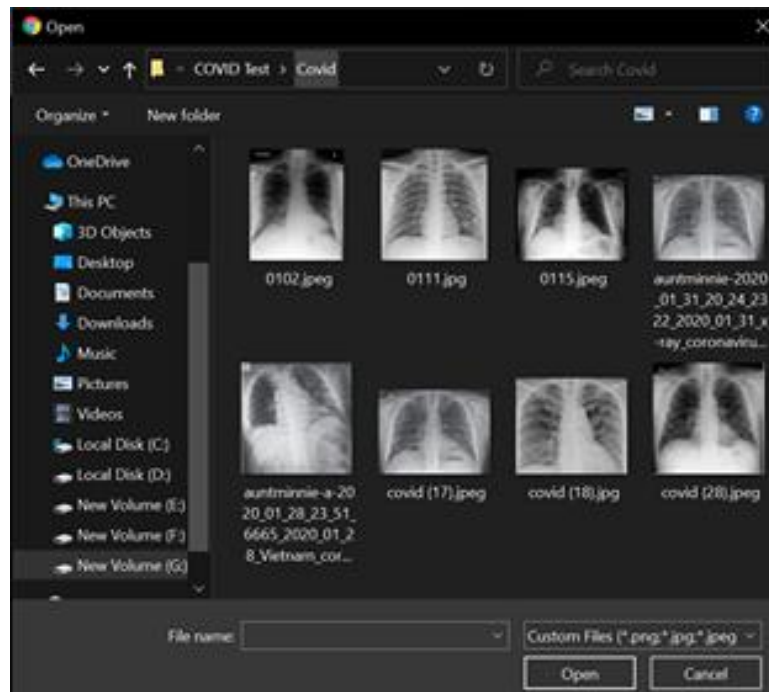 Open
COVID Test > Covid
Search Covid
Organize
New folder
OneDrive
This PC
3D Objects
Desktop
Documents
Downloads
Music
Pictures
Videos
Local Disk (C:)
Local Disk (D:)
New Volume (E:)
New Volume (F:)
New Volume (G:)
0102.jpeg
0111.jpg
0115.jpeg
auntminnie-2020
_01_31_20_24_23
22_2020_01_31_x
-ray_coronaviru...
auntminnie-a-20
20_01_28_23_51_
6665_2020_01_2
8_Vietnam_cor...
covid (17).jpeg
covid (18).jpg
covid (28).jpeg
File name:
Custom Files (*.png;*.jpg;*.jpeg
Open
Cancel